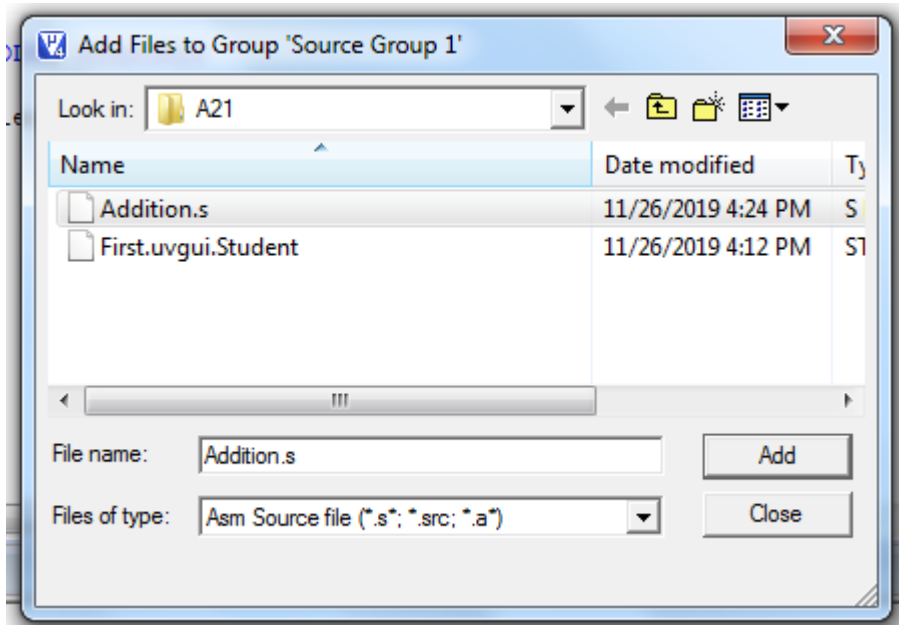 Add Files to Group 'Source Group 1'
Look in: A21
Name Date modified Ty
Addition.s 11/26/2019 4:24 PM S
First.uvgui.Student 11/26/2019 4:12 PM ST
File name: Addition.s Add
Files of type: Asm Source file (*.s*; *.src; *.a*) Close